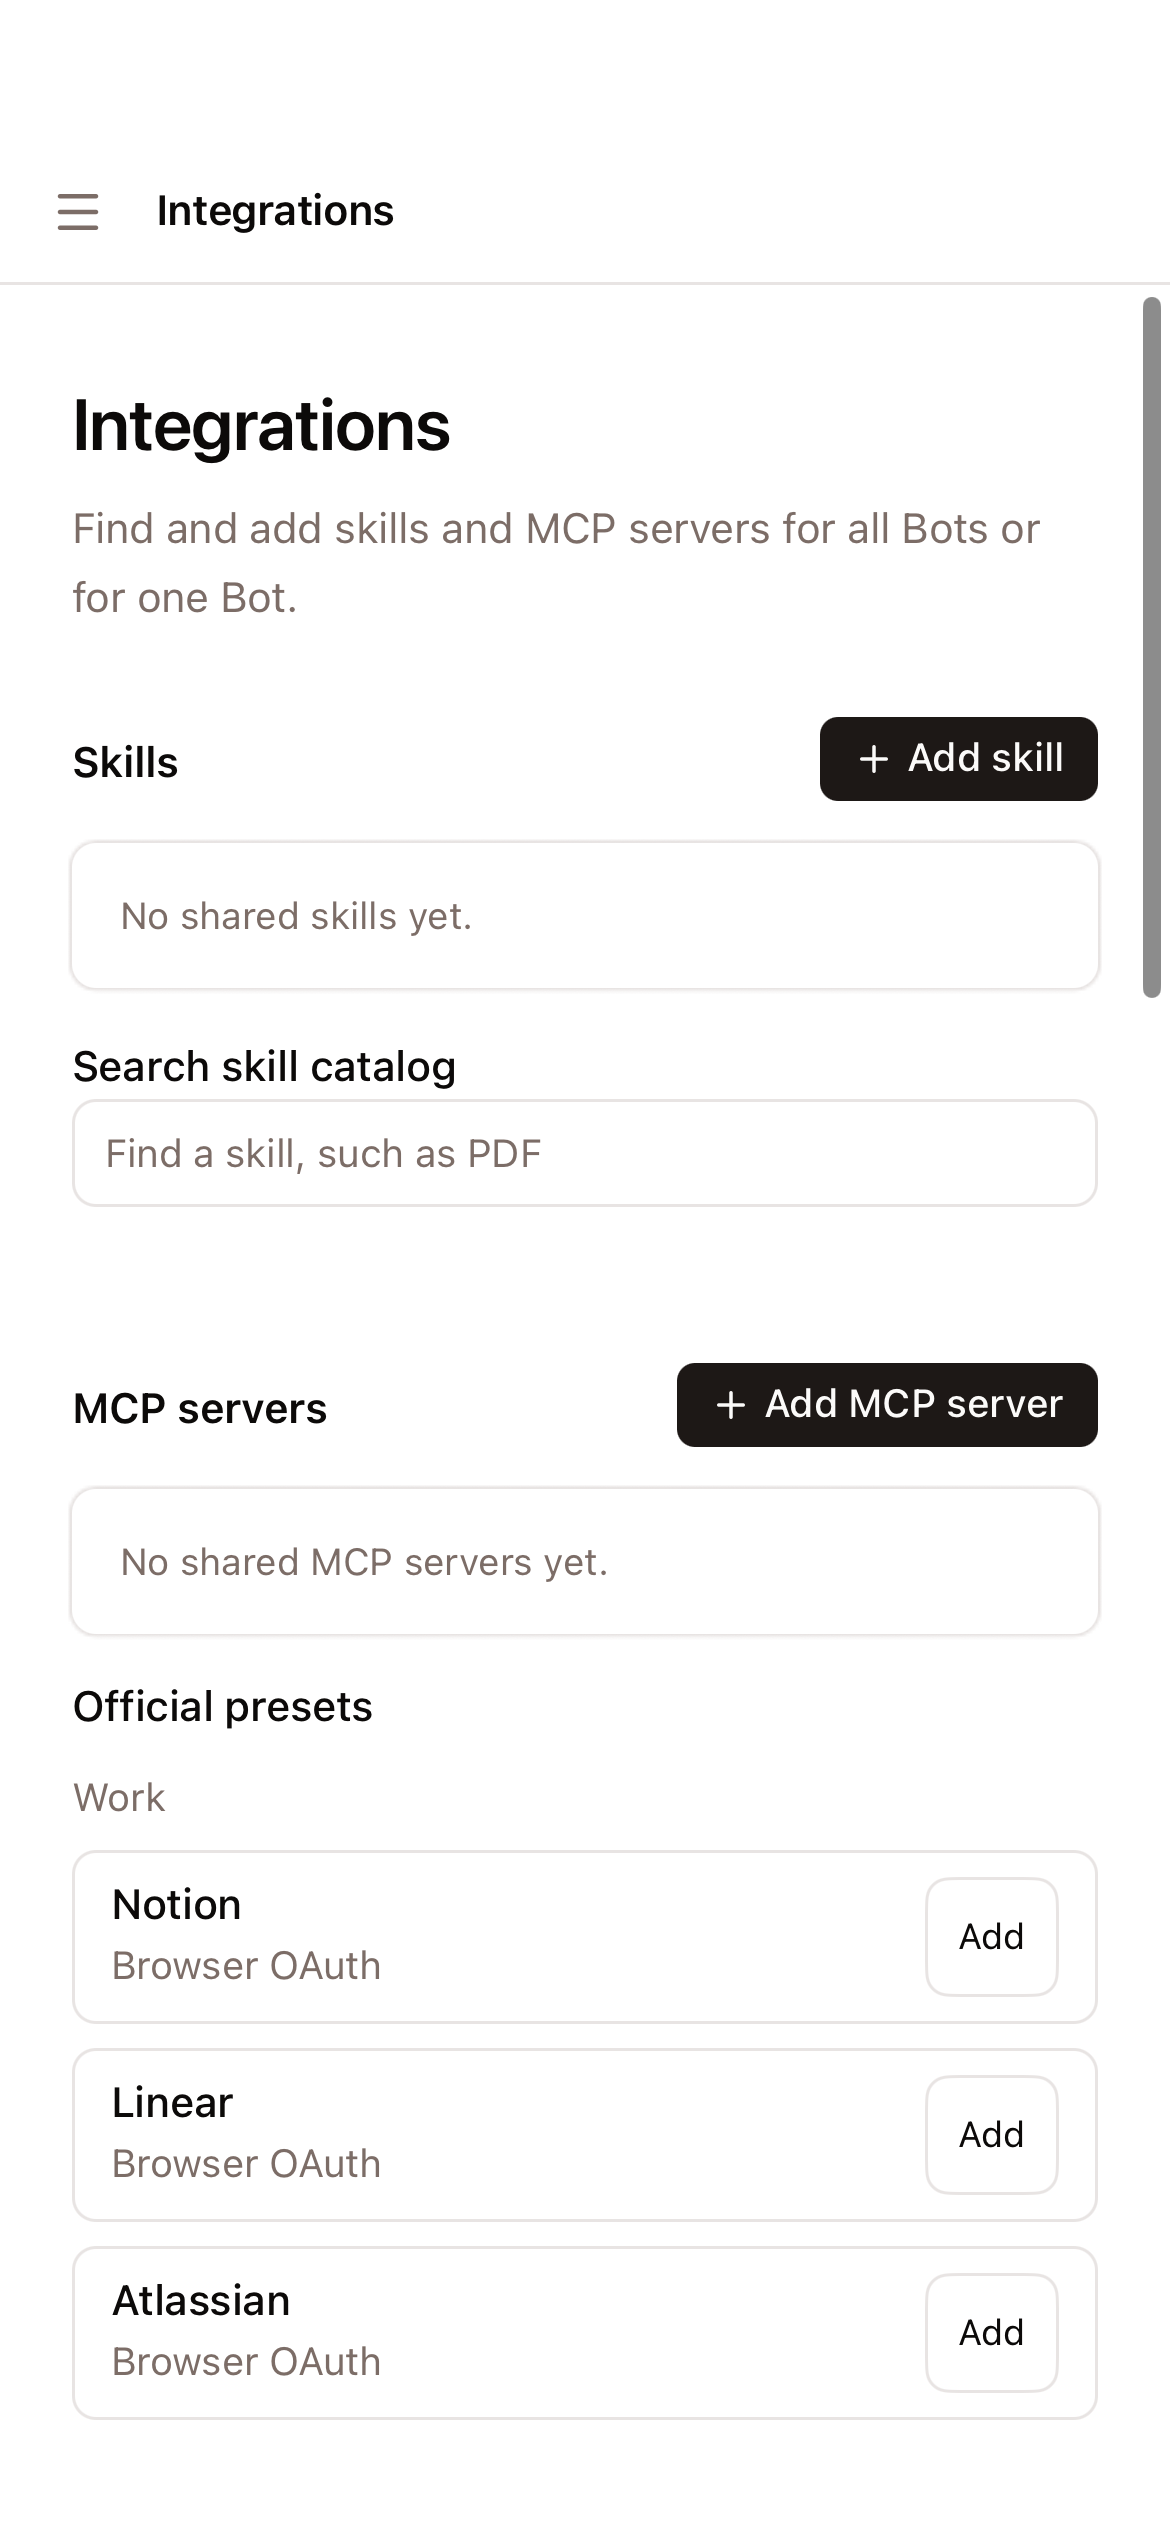 Integrations
Integrations
Find and add skills and MCP servers for all Bots or
for one Bot.
Skills
+ Add skill
No shared skills yet.
Search skill catalog
Find a skill, such as PDF
MCP servers
+ Add MCP server
No shared MCP servers yet.
Official presets
Work
Notion
Browser OAuth
Add
Linear
Browser OAuth
Add
Atlassian
Browser OAuth
Add